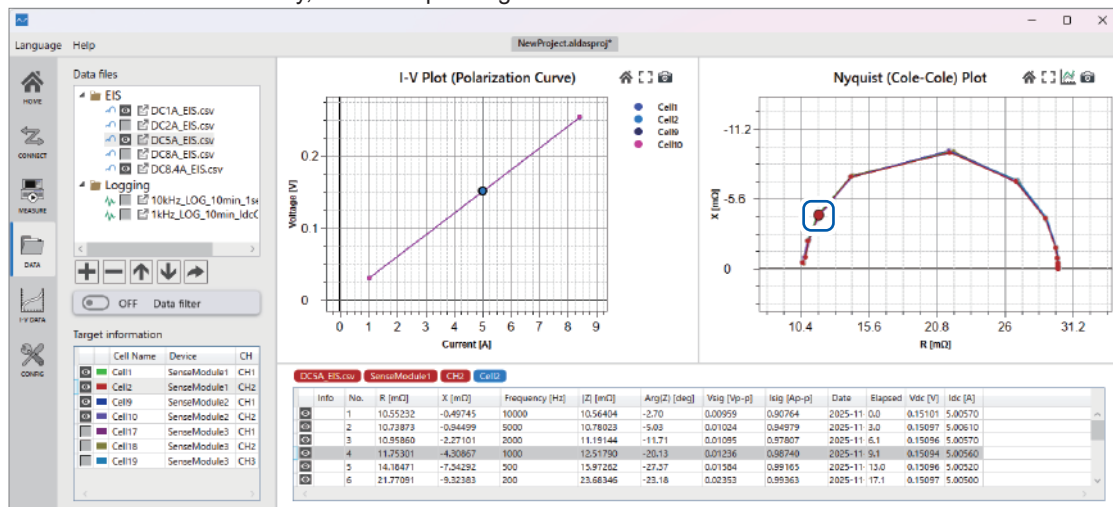 Language Help NewProject.aldasproj*
HOME
CONNECT
MEASURE
DATA
I-V DATA
CONFIG
Data files
EIS
DC1A_EIS.csv
DC2A_EIS.csv
DC5A_EIS.csv
DC8A_EIS.csv
DC8.4A_EIS.csv
Logging
10kHz_LOG_10min_1se
1kHz_LOG_10min_IdcC
OFF Data filter
Target information
Cell Name Device CH
Cell1 SenseModule1 CH1
Cell2 SenseModule1 CH2
Cell9 SenseModule2 CH1
Cell10 SenseModule2 CH2
Cell17 SenseModule3 CH1
Cell18 SenseModule3 CH2
Cell19 SenseModule3 CH3
I-V Plot (Polarization Curve)
Cell1
Cell2
Cell9
Cell10
Voltage [V]
0.2
0.1
0
0 1 2 3 4 5 6 7 8 9
Current [A]
Nyquist (Cole-Cole) Plot
X [mΩ]
-11.2
-5.6
0
10.4 15.6 20.8 26 31.2
R [mΩ]
DC5A_EIS.csv SenseModule1 CH2 Cell2
Info No. R [mΩ] X [mΩ] Frequency [Hz] |Z| [mΩ] Arg(Z) [deg] Vsig [Vp-p] Isig [Ap-p] Date Elapsed Vdc [V] Idc [A]
1 10.55232 -0.49745 10000 10.56404 -2.70 0.00959 0.90764 2025-11- 0.0 0.15101 5.00570
2 10.73873 -0.94499 5000 10.78023 -5.03 0.01024 0.94979 2025-11- 3.0 0.15097 5.00610
3 10.95860 -2.27101 2000 11.19144 -11.71 0.01095 0.97807 2025-11- 6.1 0.15096 5.00570
4 11.75301 -4.30867 1000 12.51790 -20.13 0.01236 0.98740 2025-11- 9.1 0.15094 5.00560
5 14.18471 -7.34292 500 15.97262 -27.37 0.01584 0.99165 2025-11- 13.0 0.15096 5.00520
6 21.77091 -9.32383 200 23.68346 -23.18 0.02353 0.99363 2025-11- 17.1 0.15097 5.00500